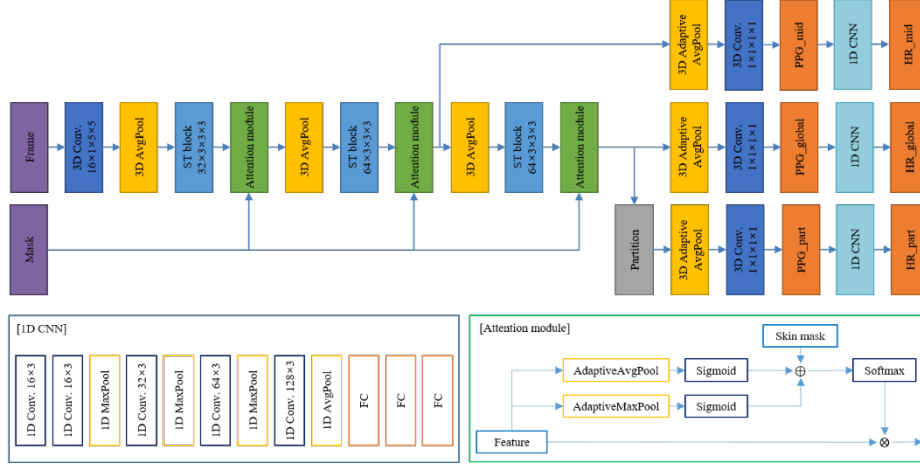 3D Adaptive
AvgPool
3D Conv.
1×1×1×1
PPG_mid
1D CNN
HR_mid
Frame
3D Conv.
16×1×5×5
3D AvgPool
ST block
32×3×3×3
Attention module
3D AvgPool
ST block
64×3×3×3
Attention module
3D AvgPool
ST block
64×3×3×3
Attention module
3D Adaptive
AvgPool
3D Conv.
1×1×1×1
PPG_global
1D CNN
HR_global
Mask
Partition
3D Adaptive
AvgPool
3D Conv.
1×1×1×1
PPG_part
1D CNN
HR_part
[1D CNN]
1D Conv. 16×3
1D Conv. 16×3
1D MaxPool
1D Conv. 32×3
1D MaxPool
1D Conv. 64×3
1D MaxPool
1D Conv. 128×3
1D AvgPool
FC
FC
FC
[Attention module]
Skin mask
AdaptiveAvgPool
Sigmoid
⊕
Softmax
AdaptiveMaxPool
Sigmoid
Feature
⊗